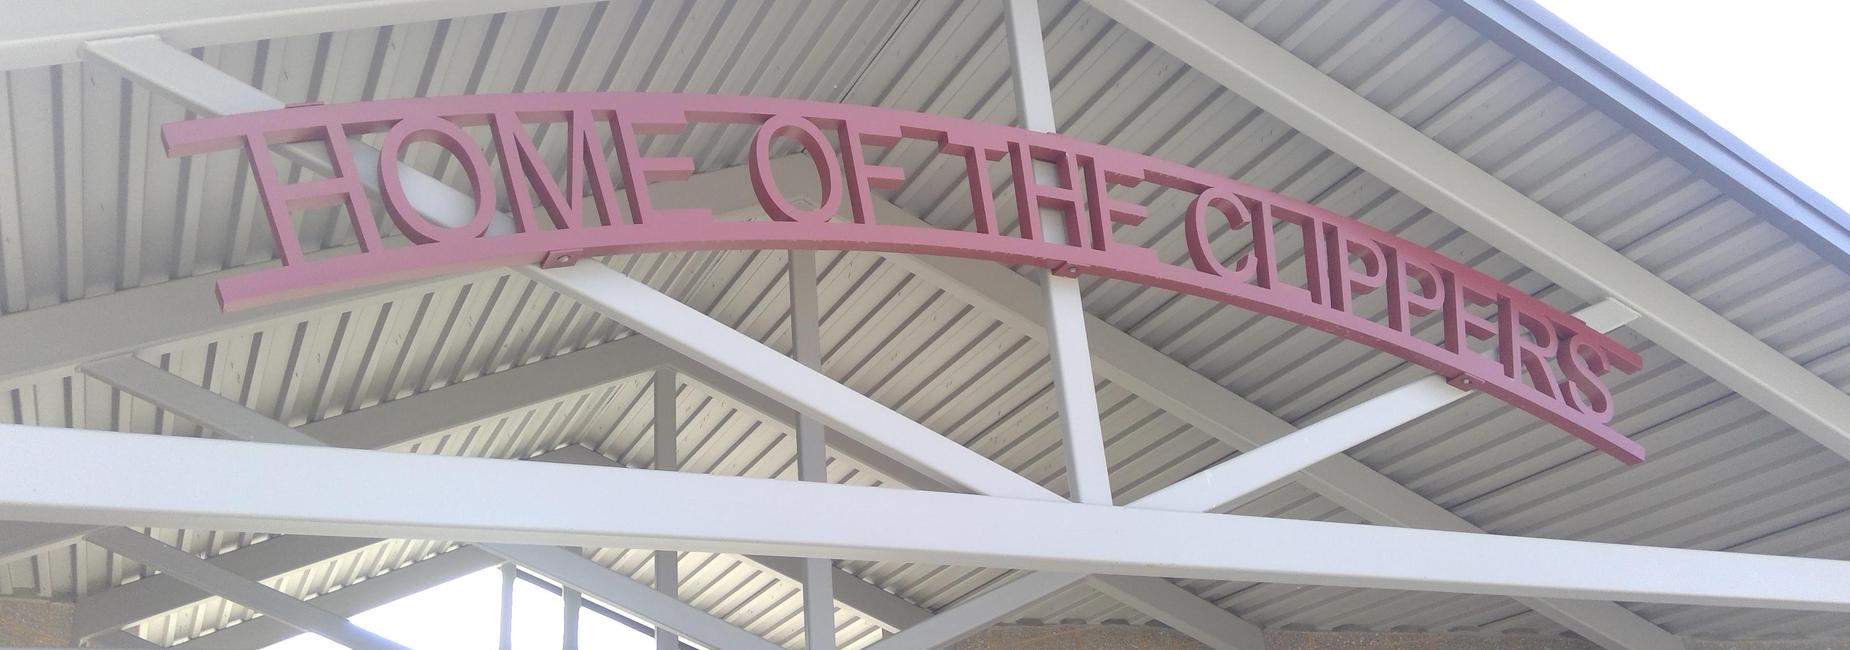 HOME OF THE CLIPPERS